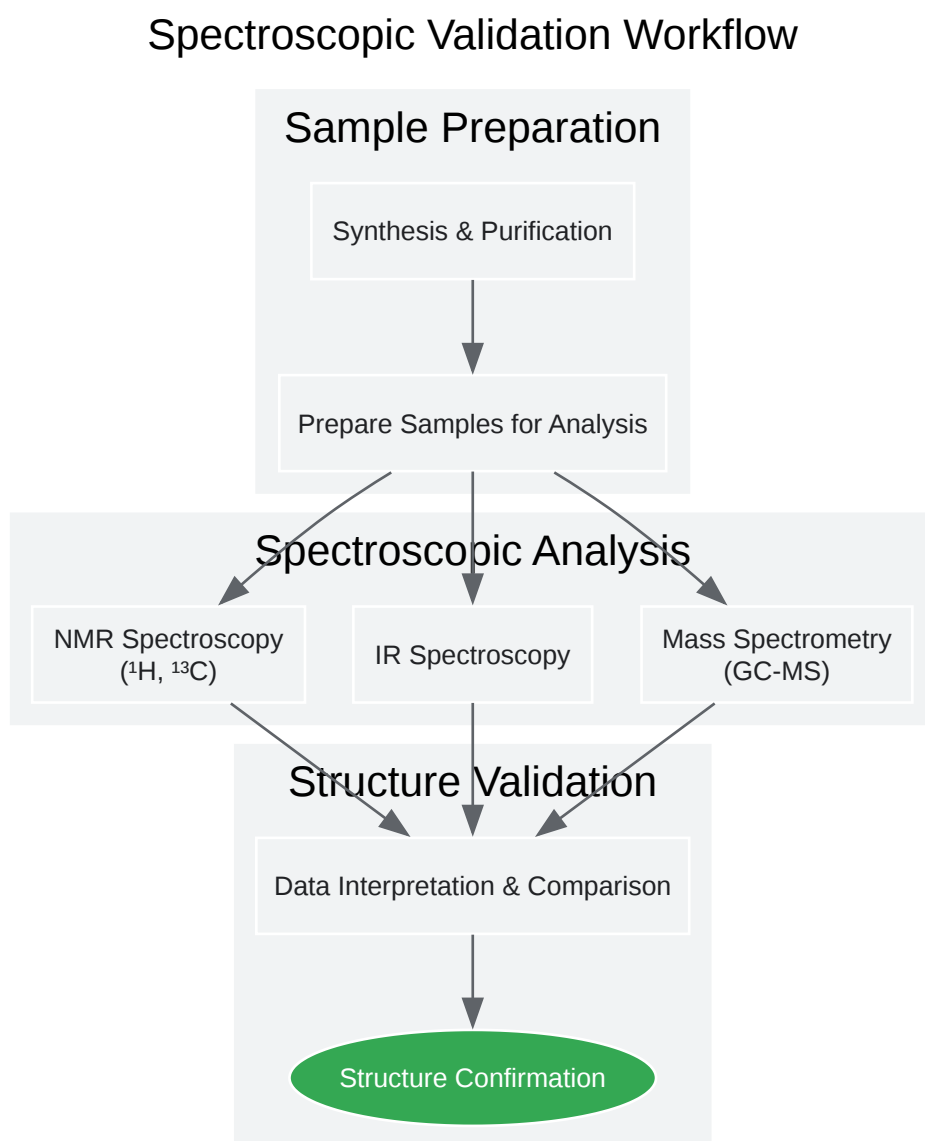 Spectroscopic Validation Workflow
Sample Preparation
Synthesis & Purification
Prepare Samples for Analysis
Spectroscopic Analysis
NMR Spectroscopy
(¹H, ¹³C)
IR Spectroscopy
Mass Spectrometry
(GC-MS)
Structure Validation
Data Interpretation & Comparison
Structure Confirmation